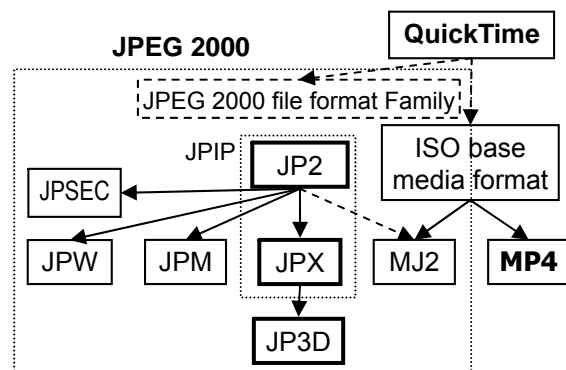 QuickTime
JPEG 2000
JPEG 2000 file format Family
JPIP
JP2
ISO base
media format
JPSEC
JPW
JPM
JPX
MJ2
MP4
JP3D